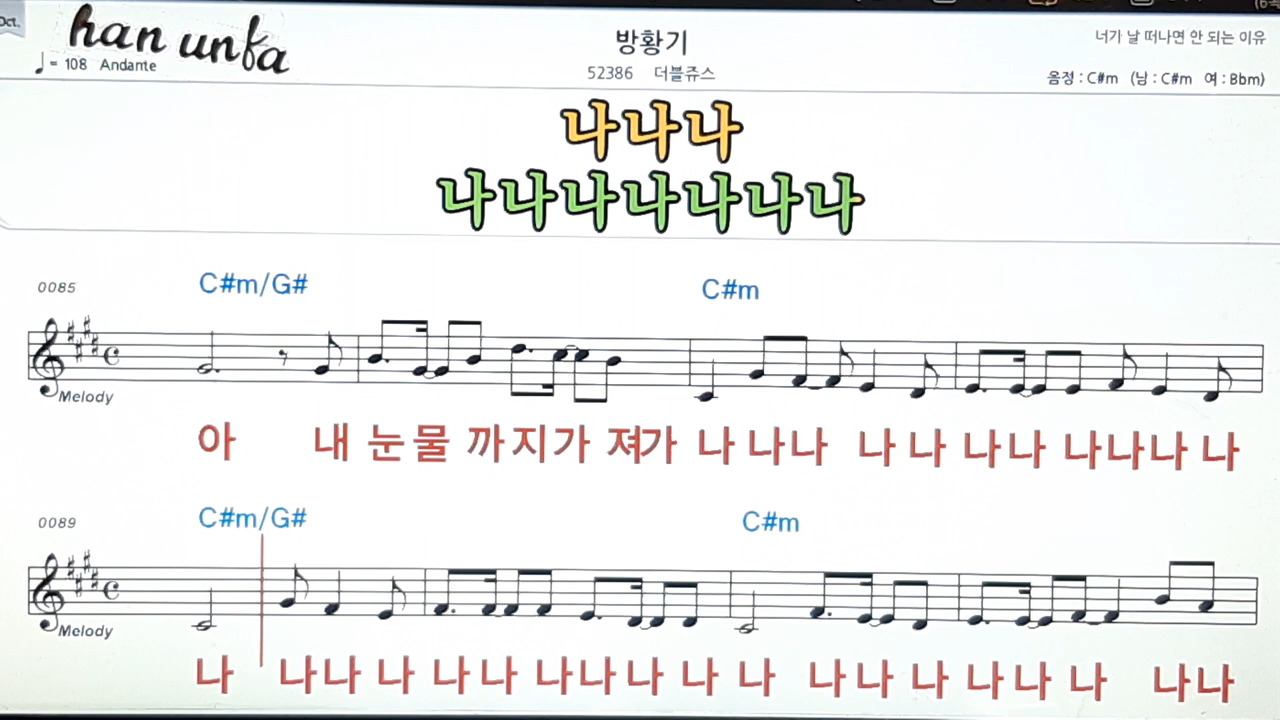 Oct.
han unfa
♩= 108 Andante
방황기
52386 더블쥬스
너가 날 떠나면 안 되는 이유
음정 : C#m (남 : C#m 여 : Bbm)
나나나
나나나나나나나
0085 C#m/G# C#m
Melody
아 내 눈물 까지가 져가 나 나나 나 나 나나 나나나 나
0089 C#m/G# C#m
Melody
나 나나 나 나 나 나나나 나 나 나 나나 나 나나 나 나나